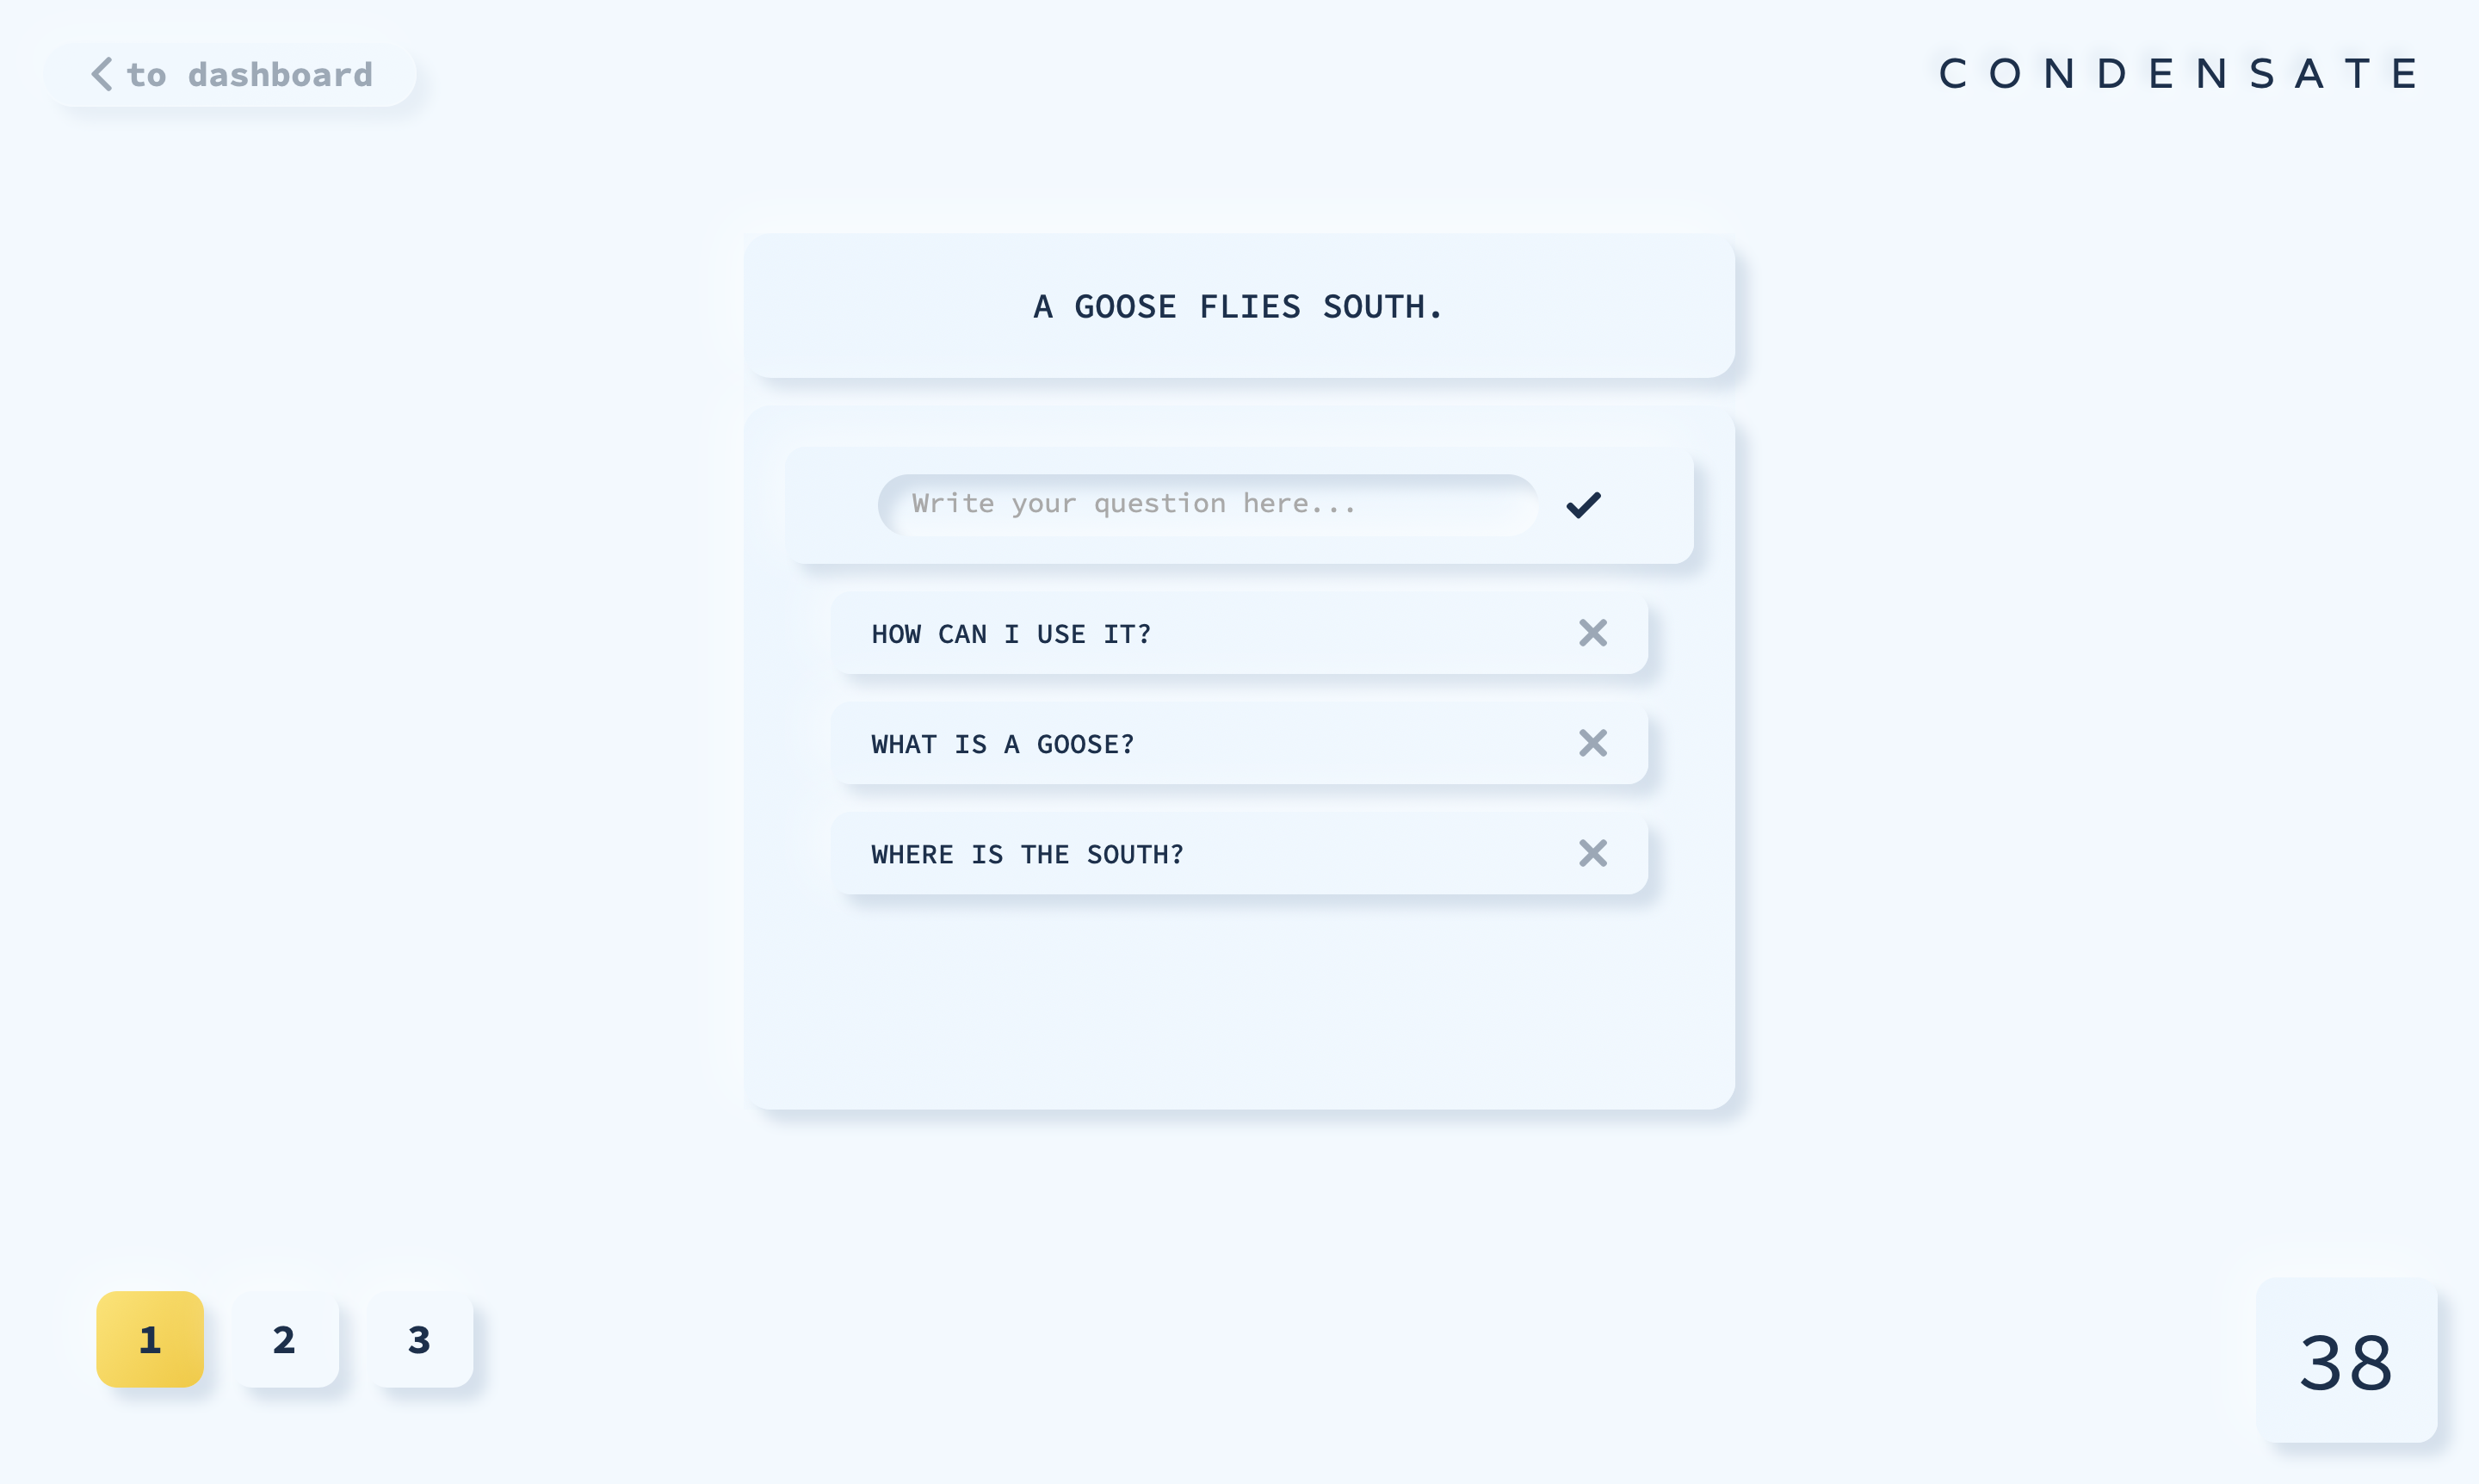 to dashboard
CONDENSATE
A GOOSE FLIES SOUTH.
Write your question here...
HOW CAN I USE IT?
WHAT IS A GOOSE?
WHERE IS THE SOUTH?
1 2 3
38